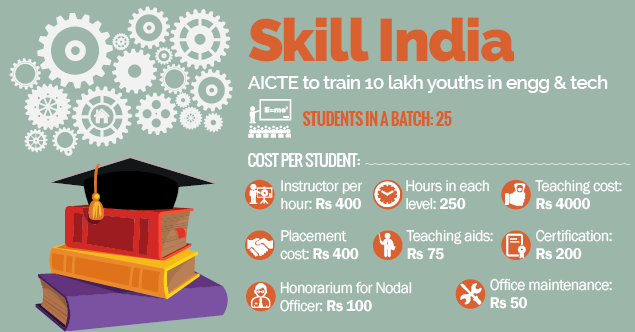 Skill India
AICTE to train 10 lakh youths in engg & tech
E=mc²
STUDENTS IN A BATCH: 25
COST PER STUDENT:
Instructor per
hour: Rs 400
Hours in each
level: 250
Teaching cost:
Rs 4000
Placement
cost: Rs 400
Teaching aids:
Rs 75
Certification:
Rs 200
Honorarium for Nodal
Officer: Rs 100
Office maintenance:
Rs 50